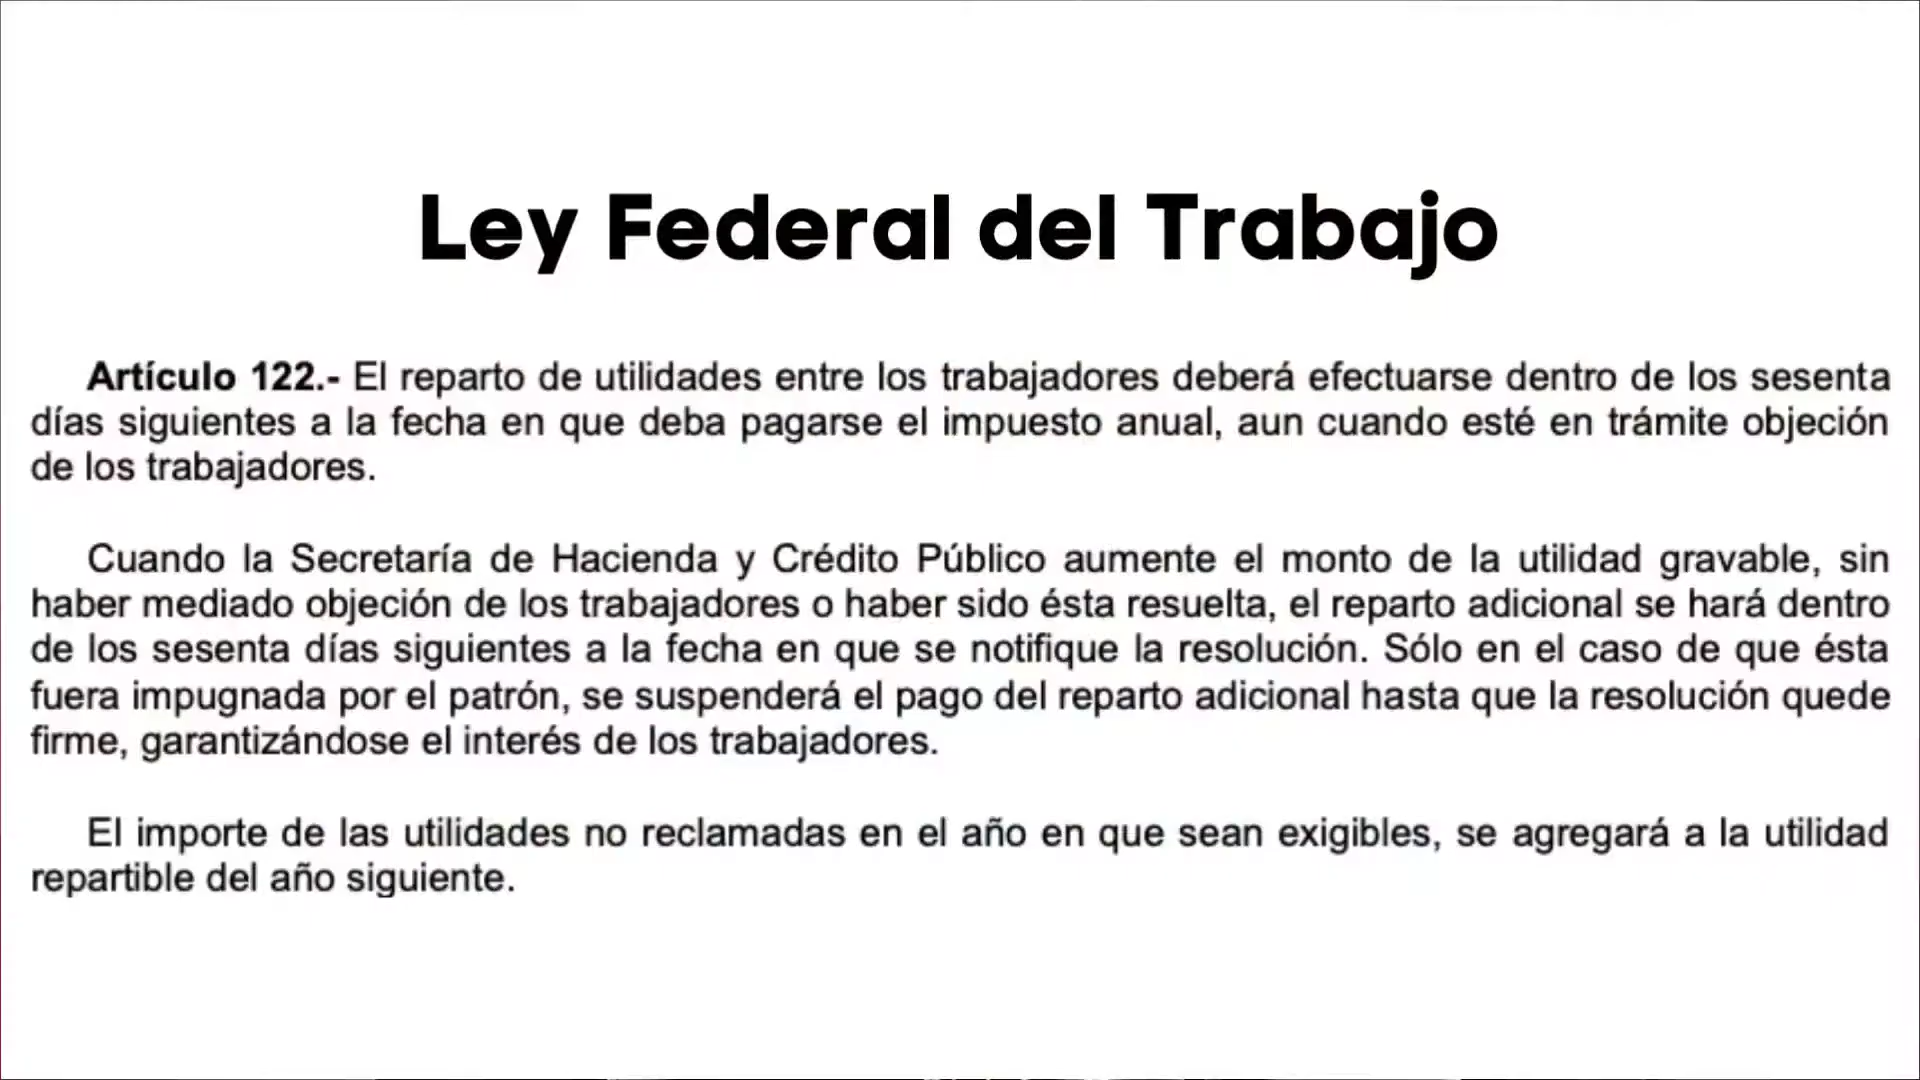 Ley Federal del Trabajo
Artículo 122.- El reparto de utilidades entre los trabajadores deberá efectuarse dentro de los sesenta
días siguientes a la fecha en que deba pagarse el impuesto anual, aun cuando esté en trámite objeción
de los trabajadores.
Cuando la Secretaría de Hacienda y Crédito Público aumente el monto de la utilidad gravable, sin
haber mediado objeción de los trabajadores o haber sido ésta resuelta, el reparto adicional se hará dentro
de los sesenta días siguientes a la fecha en que se notifique la resolución. Sólo en el caso de que ésta
fuera impugnada por el patrón, se suspenderá el pago del reparto adicional hasta que la resolución quede
firme, garantizándose el interés de los trabajadores.
El importe de las utilidades no reclamadas en el año en que sean exigibles, se agregará a la utilidad
repartible del año siguiente.